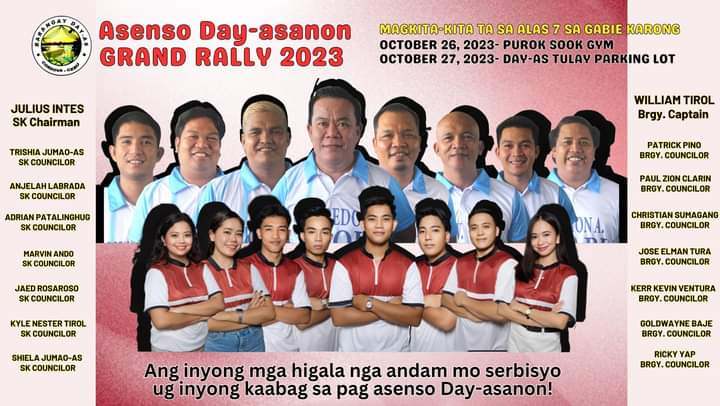 BARANGAY DAY-AS
CORDOVA - CEBU
Asenso Day-asanon
GRAND RALLY 2023
MAGKITA-KITA TA SA ALAS 7 SA GABIE KARONG
OCTOBER 26, 2023- PUROK SOOK GYM
OCTOBER 27, 2023- DAY-AS TULAY PARKING LOT
JULIUS INTES
SK Chairman
TRISHIA JUMAO-AS
SK COUNCILOR
ANJELAH LABRADA
SK COUNCILOR
ADRIAN PATALINGHUG
SK COUNCILOR
MARVIN ANDO
SK COUNCILOR
JAED ROSAROSO
SK COUNCILOR
KYLE NESTER TIROL
SK COUNCILOR
SHIELA JUMAO-AS
SK COUNCILOR
WILLIAM TIROL
Brgy. Captain
PATRICK PINO
BRGY. COUNCILOR
PAUL ZION CLARIN
BRGY. COUNCILOR
CHRISTIAN SUMAGANG
BRGY. COUNCILOR
JOSE ELMAN TURA
BRGY. COUNCILOR
KERR KEVIN VENTURA
BRGY. COUNCILOR
GOLDWAYNE BAJE
BRGY. COUNCILOR
RICKY YAP
BRGY. COUNCILOR
Ang inyong mga higala nga andam mo serbisyo
ug inyong kaabag sa pag asenso Day-asanon!